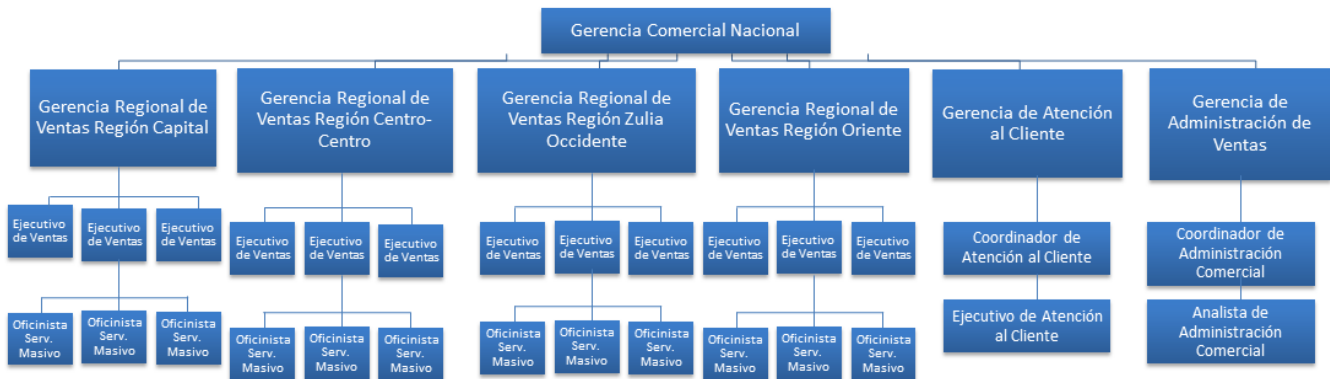 Gerencia Comercial Nacional
Gerencia Regional de
Ventas Región Capital
Gerencia Regional de
Ventas Región Centro-
Centro
Gerencia Regional de
Ventas Región Zulia
Occidente
Gerencia Regional de
Ventas Región Oriente
Gerencia de Atención
al Cliente
Gerencia de
Administración de
Ventas
Ejecutivo
de Ventas
Ejecutivo
de Ventas
Ejecutivo
de Ventas
Ejecutivo
de Ventas
Ejecutivo
de Ventas
Ejecutivo
de Ventas
Ejecutivo
de Ventas
Ejecutivo
de Ventas
Ejecutivo
de Ventas
Ejecutivo
de Ventas
Ejecutivo
de Ventas
Ejecutivo
de Ventas
Coordinador de
Atención al Cliente
Coordinador de
Administración
Comercial
Oficinista
Serv.
Masivo
Oficinista
Serv.
Masivo
Oficinista
Serv.
Masivo
Oficinista
Serv.
Masivo
Oficinista
Serv.
Masivo
Oficinista
Serv.
Masivo
Oficinista
Serv.
Masivo
Oficinista
Serv.
Masivo
Oficinista
Serv.
Masivo
Oficinista
Serv.
Masivo
Oficinista
Serv.
Masivo
Oficinista
Serv.
Masivo
Ejecutivo de Atención
al Cliente
Analista de
Administración
Comercial